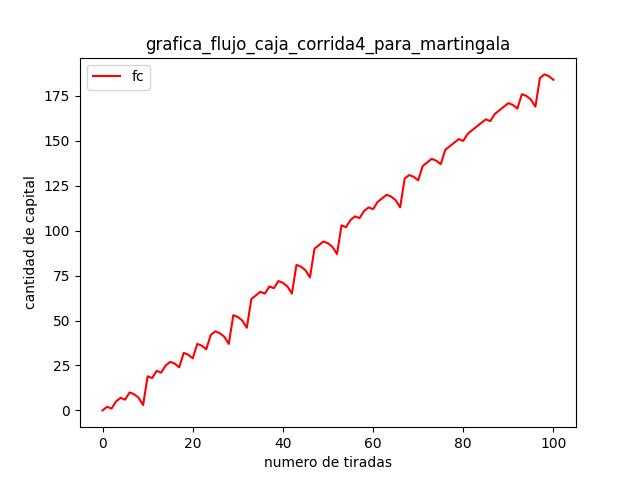 grafica_flujo_caja_corrida4_para_martingala
fc
175
150
125
100
75
50
25
0
cantidad de capital
0 20 40 60 80 100
numero de tiradas